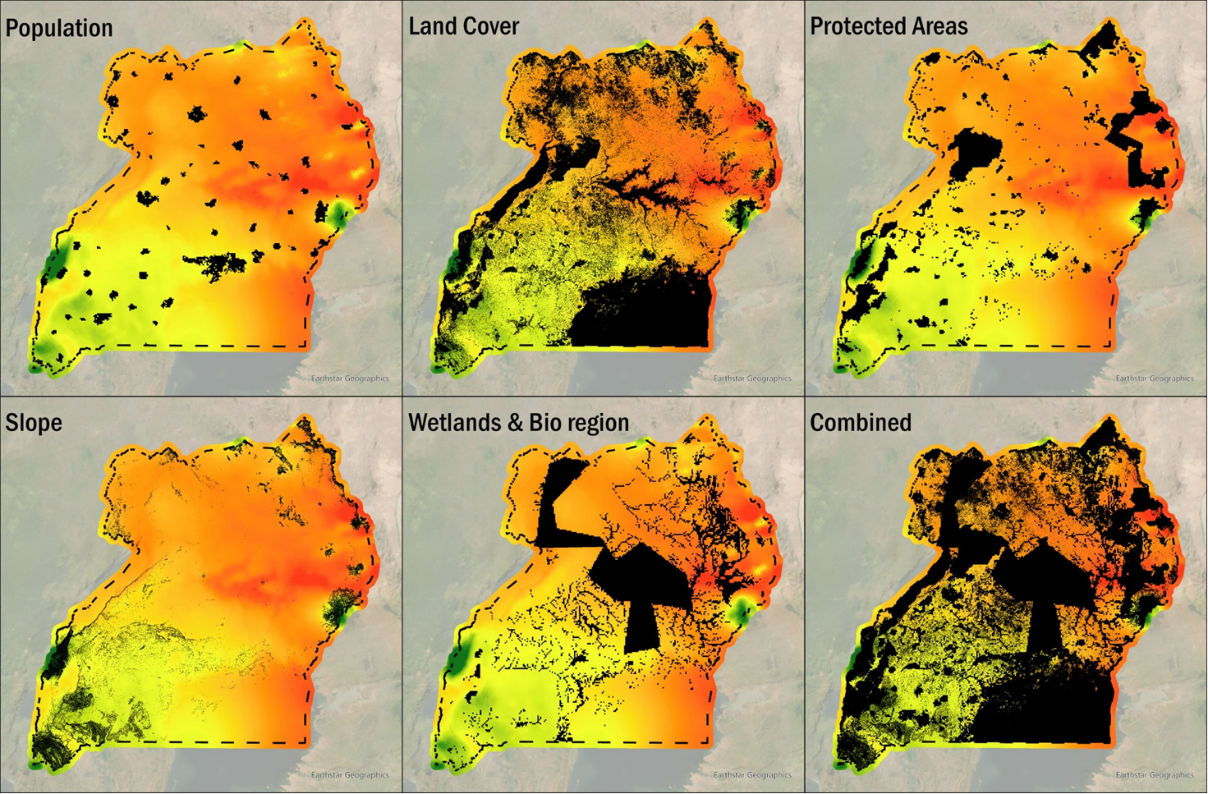 Population
Land Cover
Protected Areas
Earthstar Geographics
Earthstar Geographics
Earthstar Geographics
Slope
Wetlands & Bio region
Combined
Earthstar Geographics
Earthstar Geographics
Earthstar Geographics